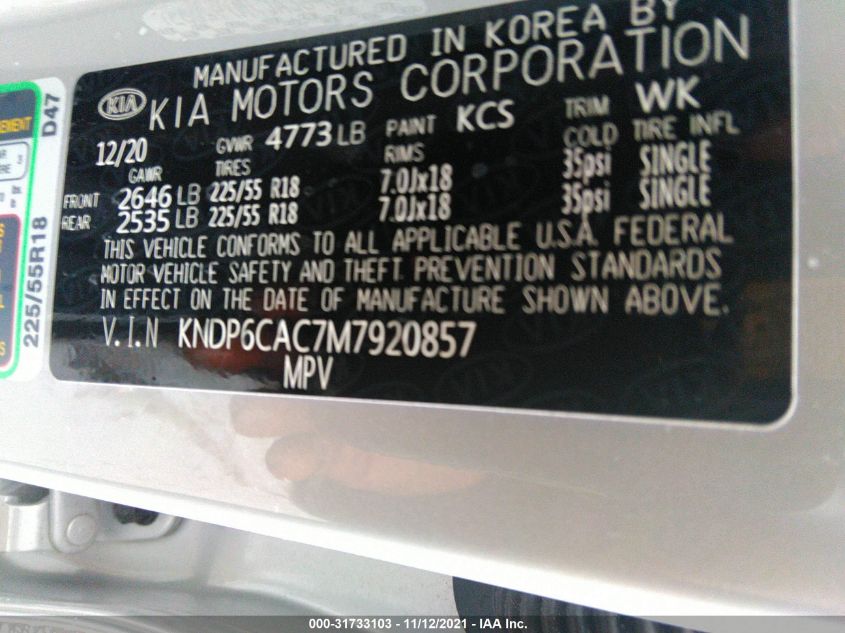 MANUFACTURED IN KOREA BY
KIA KIA MOTORS CORPORATION
12/20 GVWR 4773 LB PAINT KCS TRIM WK
GAWR TIRES RIMS COLD TIRE INFL
FRONT 2646 LB 225/55 R18 7.0Jx18 35psi SINGLE
REAR 2535 LB 225/55 R18 7.0Jx18 35psi SINGLE
THIS VEHICLE CONFORMS TO ALL APPLICABLE U.S.A. FEDERAL
MOTOR VEHICLE SAFETY AND THEFT PREVENTION STANDARDS
IN EFFECT ON THE DATE OF MANUFACTURE SHOWN ABOVE.
V.I.N KNDP6CAC7M7920857
MPV
D47
225/55R18
000-31733103 - 11/12/2021 - IAA Inc.